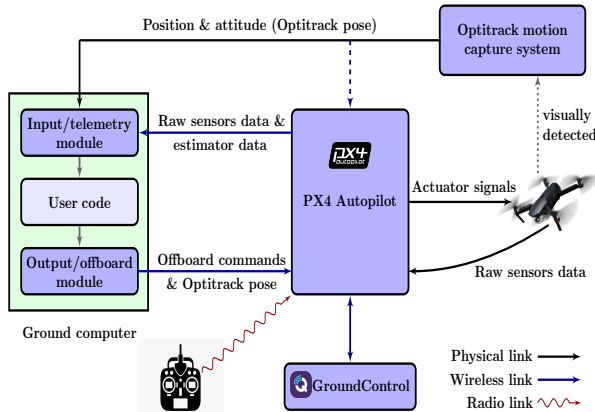 Position & attitude (Optitrack pose)
Optitrack motion
capture system
Input/telemetry
module
Raw sensors data &
estimator data
px4
autopilot
PX4 Autopilot
visually
detected
Actuator signals
User code
Output/offboard
module
Offboard commands
& Optitrack pose
Raw sensors data
Ground computer
QGroundControl
Physical link
Wireless link
Radio link